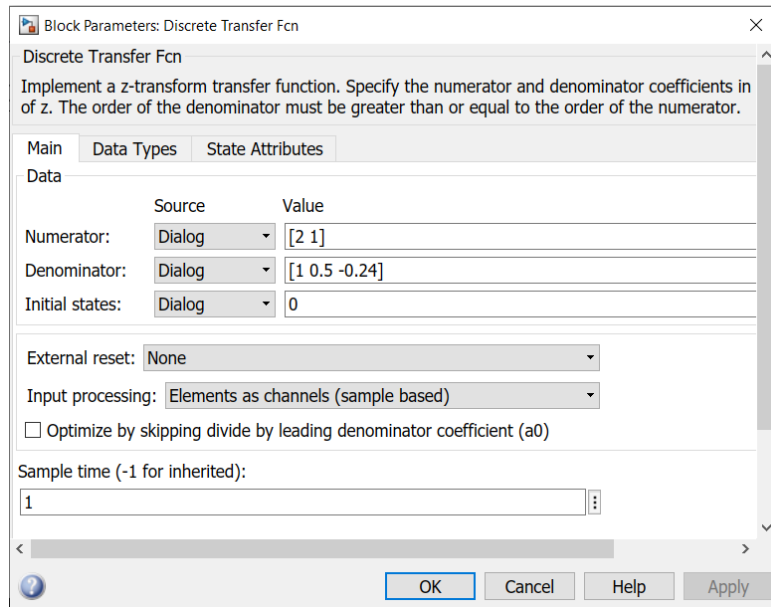 Block Parameters: Discrete Transfer Fcn
Discrete Transfer Fcn
Implement a z-transform transfer function. Specify the numerator and denominator coefficients in
of z. The order of the denominator must be greater than or equal to the order of the numerator.
Main Data Types State Attributes
Data
Source Value
Numerator: Dialog [2 1]
Denominator: Dialog [1 0.5 -0.24]
Initial states: Dialog 0
External reset: None
Input processing: Elements as channels (sample based)
Optimize by skipping divide by leading denominator coefficient (a0)
Sample time (-1 for inherited):
1
OK Cancel Help Apply